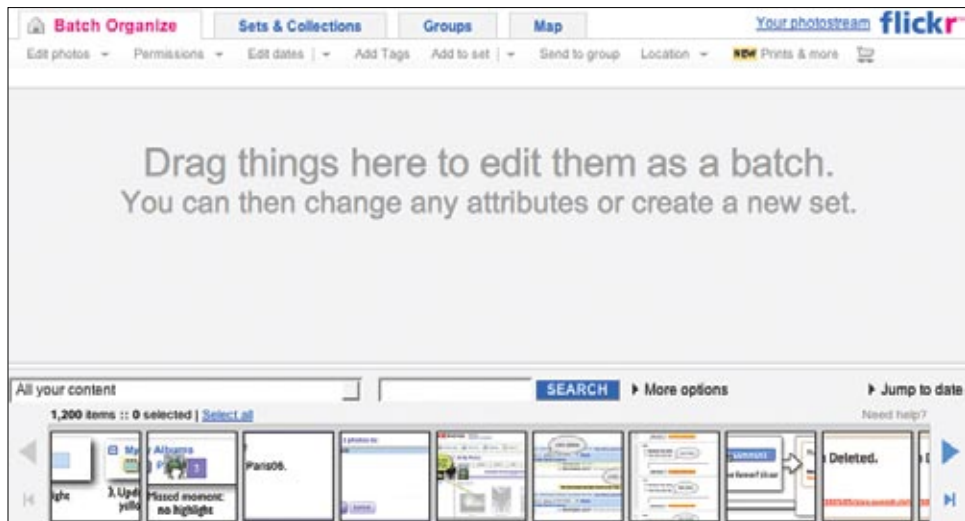 Batch Organize Sets & Collections Groups Map Your photostream flickr
Edit photos Permissions Edit dates | Add Tags Add to set | Send to group Location NEW Prints & more
Drag things here to edit them as a batch.
You can then change any attributes or create a new set.
All your content SEARCH More options Jump to date
1,200 items :: 0 selected | Select all Need help?
My Albums
Paris06.
Deleted.
Missed moment:
no highlight